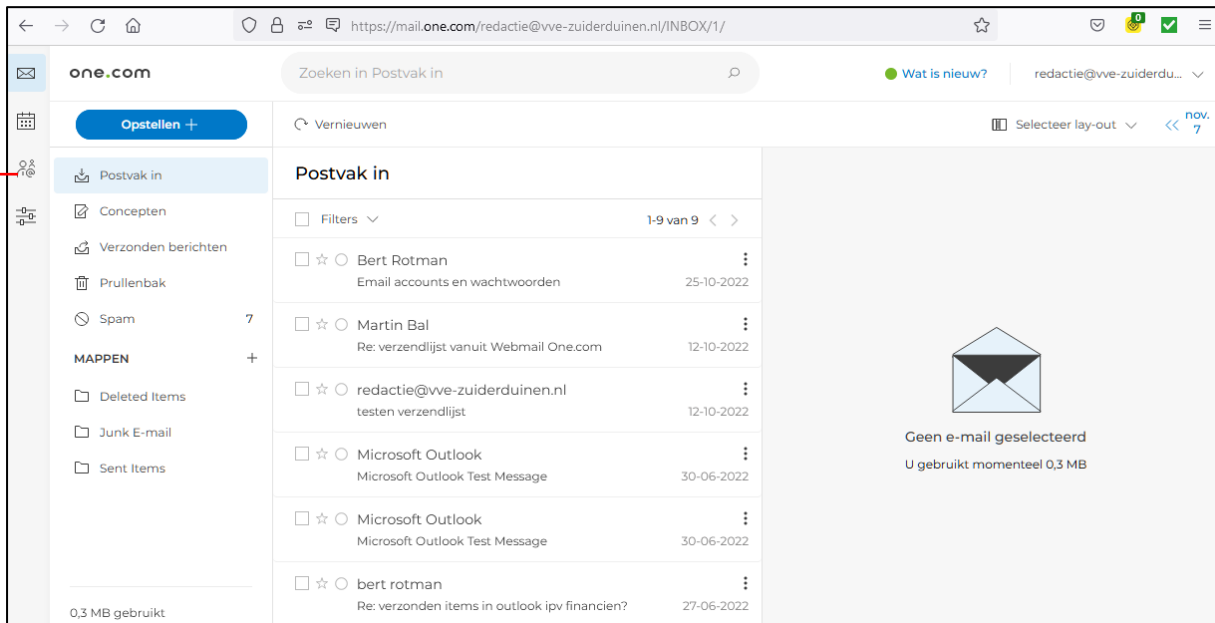 https://mail.one.com/redactie@vve-zuiderduinen.nl/INBOX/1/
0
one.com
Zoeken in Postvak in
Wat is nieuw?
redactie@vve-zuiderdu...
Opstellen +
Vernieuwen
Selecteer lay-out
<< nov.
7
Postvak in
Concepten
Verzonden berichten
Prullenbak
Spam 7
MAPPEN +
Deleted Items
Junk E-mail
Sent Items
0,3 MB gebruikt
Postvak in
Filters
1-9 van 9 < >
Bert Rotman
Email accounts en wachtwoorden 25-10-2022
Martin Bal
Re: verzendlijst vanuit Webmail One.com 12-10-2022
redactie@vve-zuiderduinen.nl
testen verzendlijst 12-10-2022
Microsoft Outlook
Microsoft Outlook Test Message 30-06-2022
Microsoft Outlook
Microsoft Outlook Test Message 30-06-2022
bert rotman
Re: verzonden items in outlook ipv financien? 27-06-2022
Geen e-mail geselecteerd
U gebruikt momenteel 0,3 MB